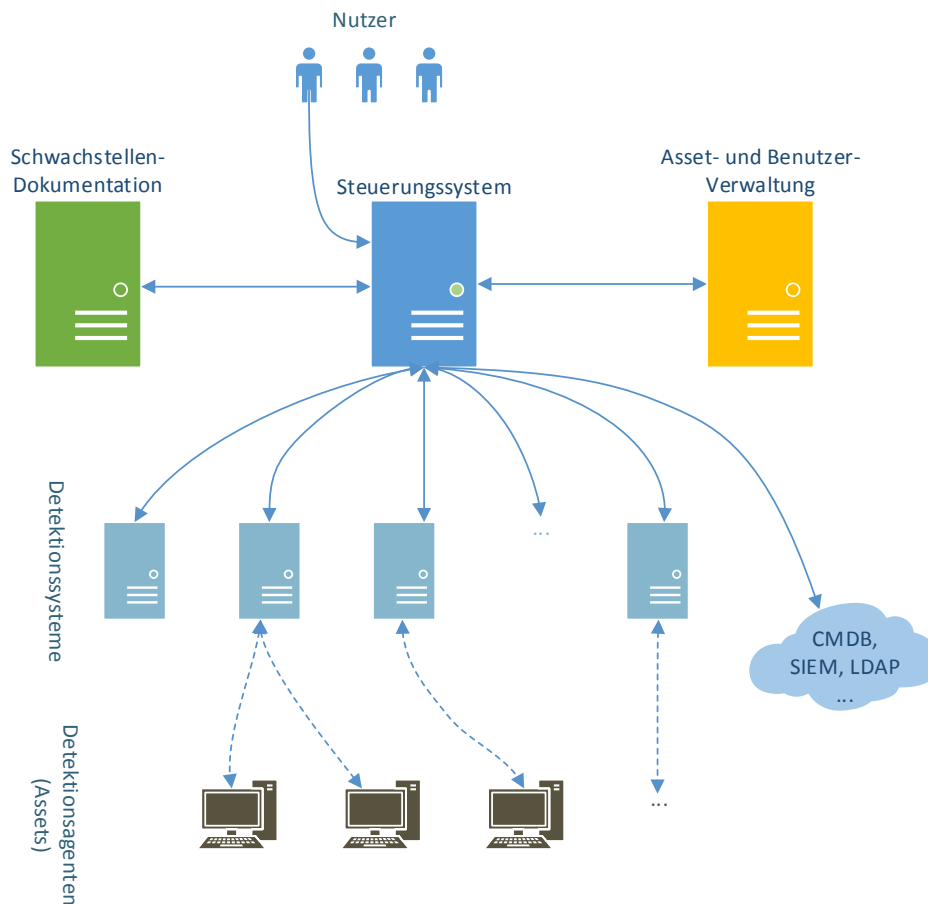 Nutzer
Schwachstellen-
Dokumentation
Steuerungssystem
Asset- und Benutzer-
Verwaltung
Detektionssysteme
...
CMDB,
SIEM, LDAP
...
Detektionsagenten
(Assets)
...